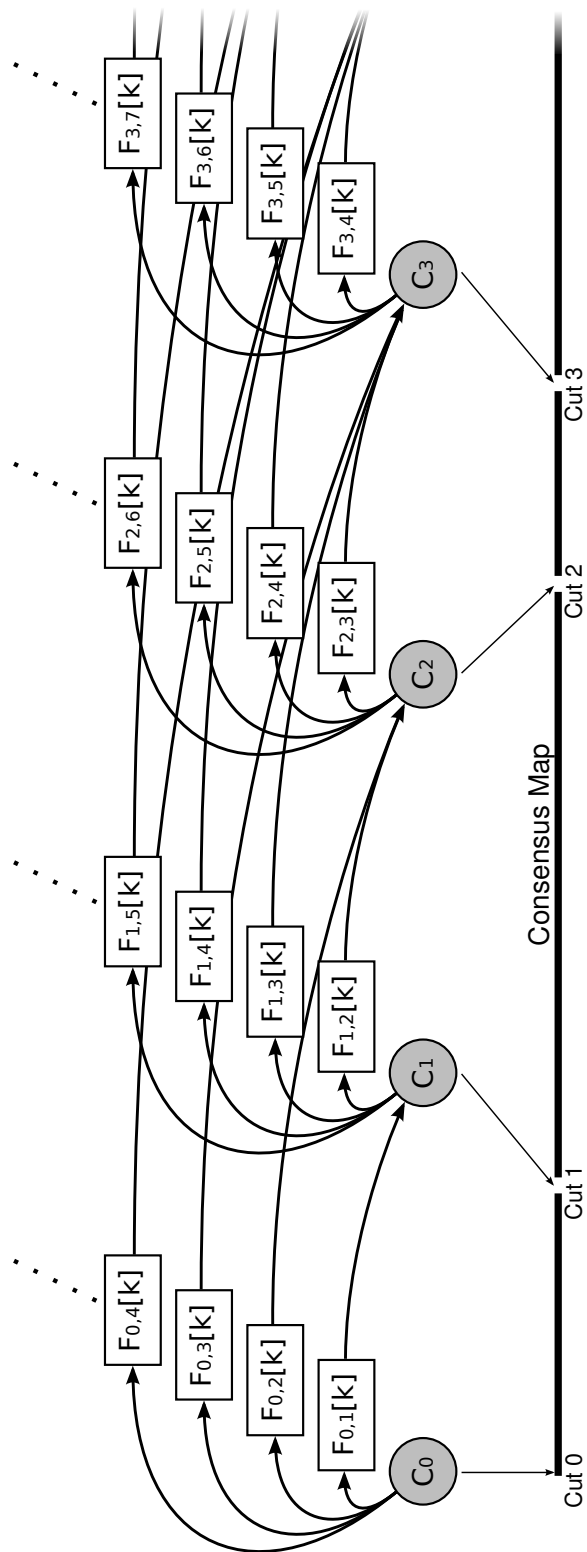 F3,7[k]
F3,6[k]
F3,5[k]
F3,4[k]
C3
Cut 3
F2,6[k]
F2,5[k]
F2,4[k]
F2,3[k]
C2
Cut 2
F1,5[k]
F1,4[k]
F1,3[k]
F1,2[k]
C1
Cut 1
F0,4[k]
F0,3[k]
F0,2[k]
F0,1[k]
C0
Cut 0
Consensus Map